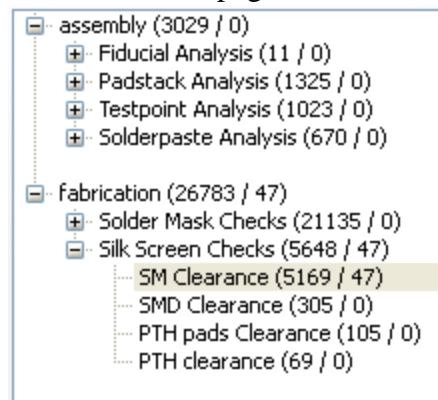 assembly (3029 / 0)
Fiducial Analysis (11 / 0)
Padstack Analysis (1325 / 0)
Testpoint Analysis (1023 / 0)
Solderpaste Analysis (670 / 0)
fabrication (26783 / 47)
Solder Mask Checks (21135 / 0)
Silk Screen Checks (5648 / 47)
SM Clearance (5169 / 47)
SMD Clearance (305 / 0)
PTH pads Clearance (105 / 0)
PTH clearance (69 / 0)